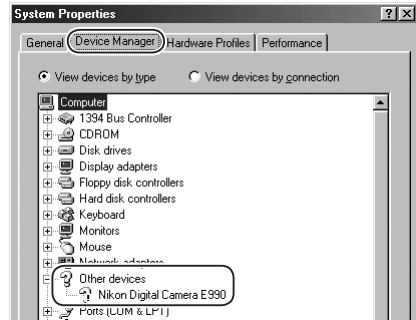 System Properties
General Device Manager Hardware Profiles Performance
View devices by type View devices by connection
Computer
1394 Bus Controller
CDROM
Disk drives
Display adapters
Floppy disk controllers
Hard disk controllers
Keyboard
Monitors
Mouse
Network adapters
Other devices
Nikon Digital Camera E990
Ports (COM & LPT)